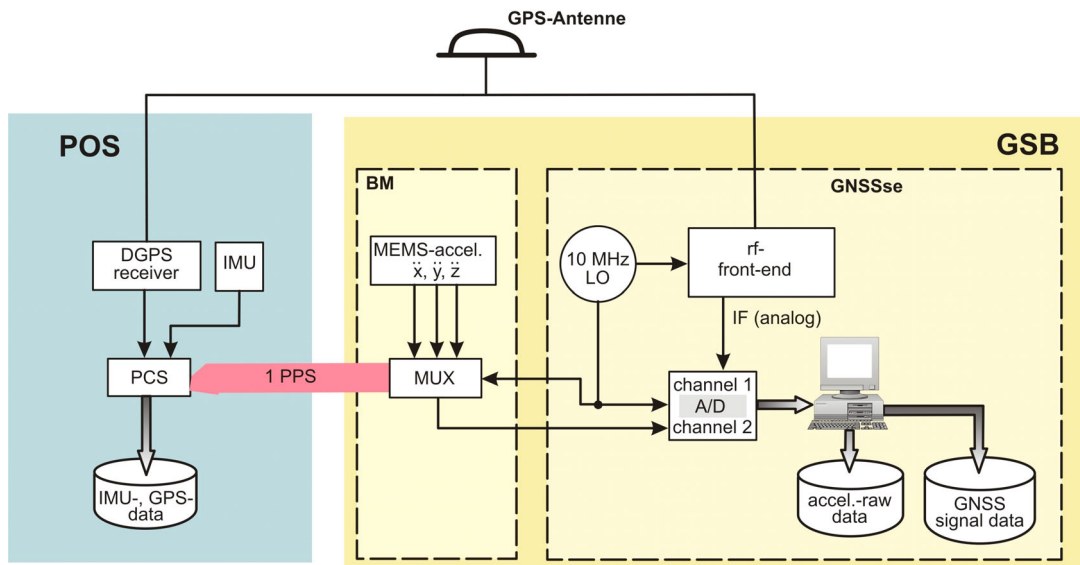 GPS-Antenne
POS
GSB
BM
GNSSse
DGPS
receiver
IMU
MEMS-accel.
ẍ, ÿ, z̈
10 MHz
LO
rf-
front-end
IF (analog)
PCS
1 PPS
MUX
channel 1
A/D
channel 2
IMU-, GPS-
data
accel.-raw
data
GNSS
signal data